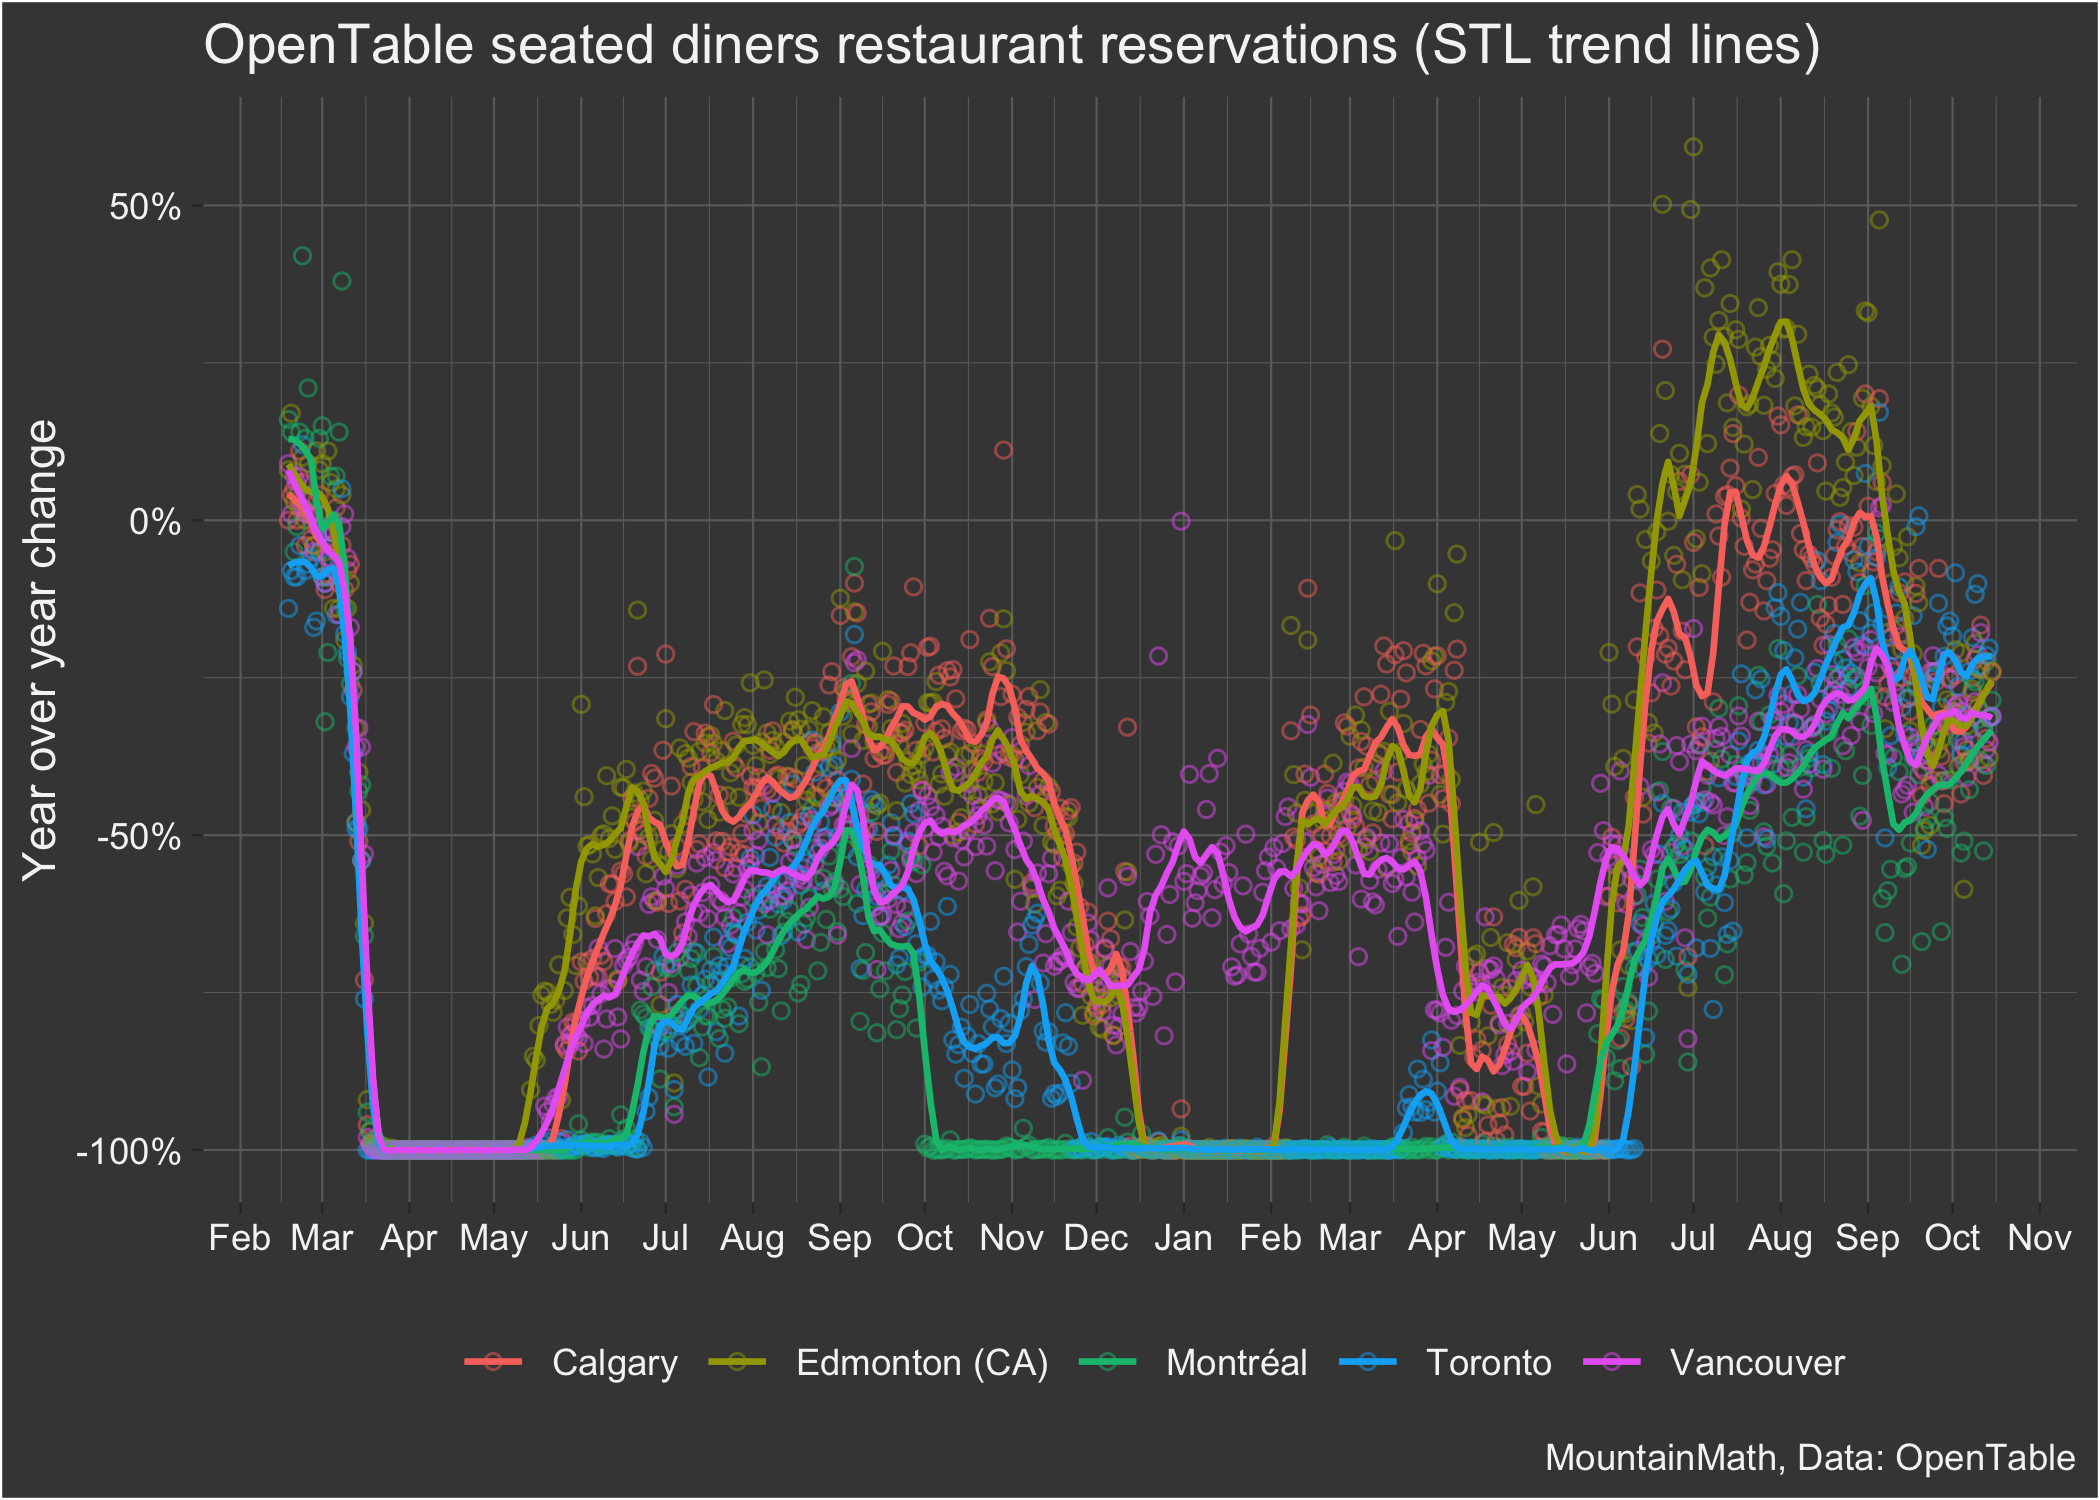 OpenTable seated diners restaurant reservations (STL trend lines)
Year over year change
50%
0%
-50%
-100%
Feb Mar Apr May Jun Jul Aug Sep Oct Nov Dec Jan Feb Mar Apr May Jun Jul Aug Sep Oct Nov
Calgary Edmonton (CA) Montréal Toronto Vancouver
MountainMath, Data: OpenTable